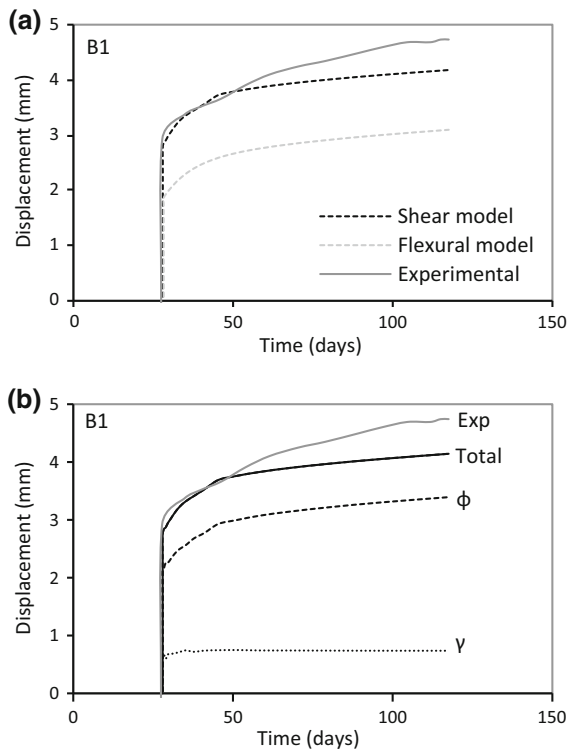 (a)
B1
Displacement (mm)
5
4
3
2
1
0
Shear model
Flexural model
Experimental
0 50 100 150
Time (days)
(b)
B1
Displacement (mm)
5
4
3
2
1
0
Exp
Total
ϕ
γ
0 50 100 150
Time (days)